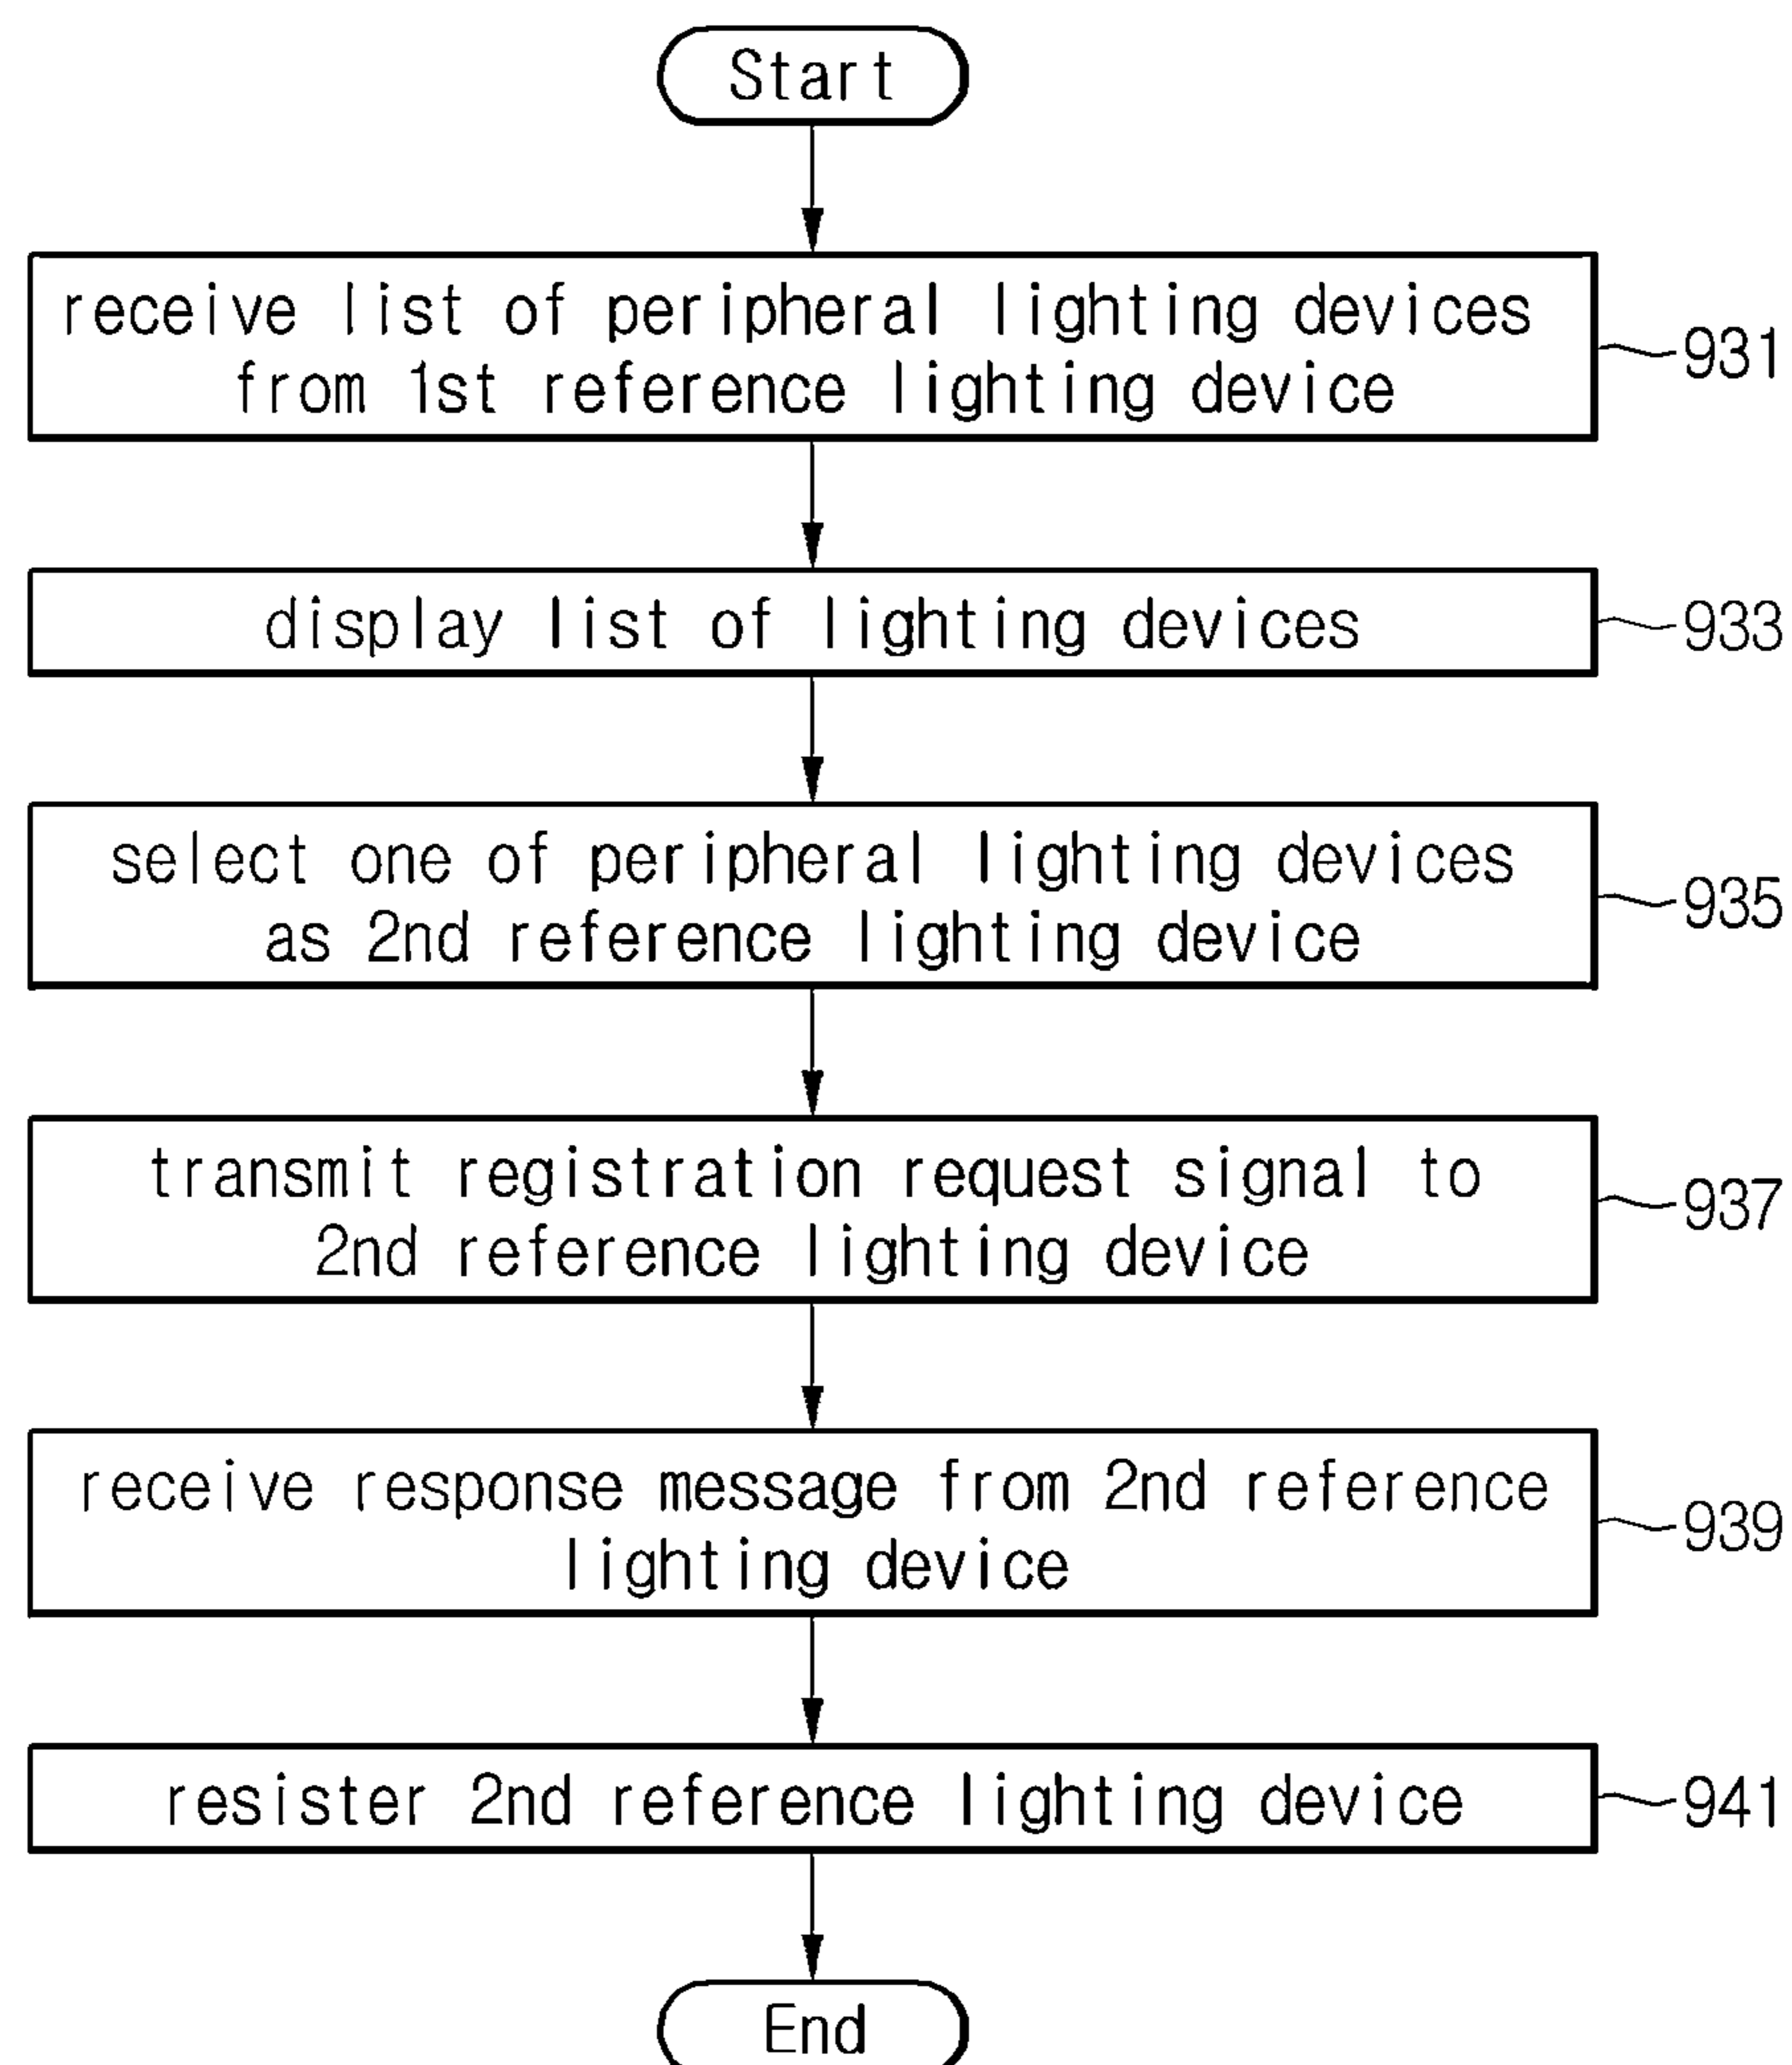 Start
receive list of peripheral lighting devices
from 1st reference lighting device
931
display list of lighting devices
933
select one of peripheral lighting devices
as 2nd reference lighting device
935
transmit registration request signal to
2nd reference lighting device
937
receive response message from 2nd reference
lighting device
939
resister 2nd reference lighting device
941
End